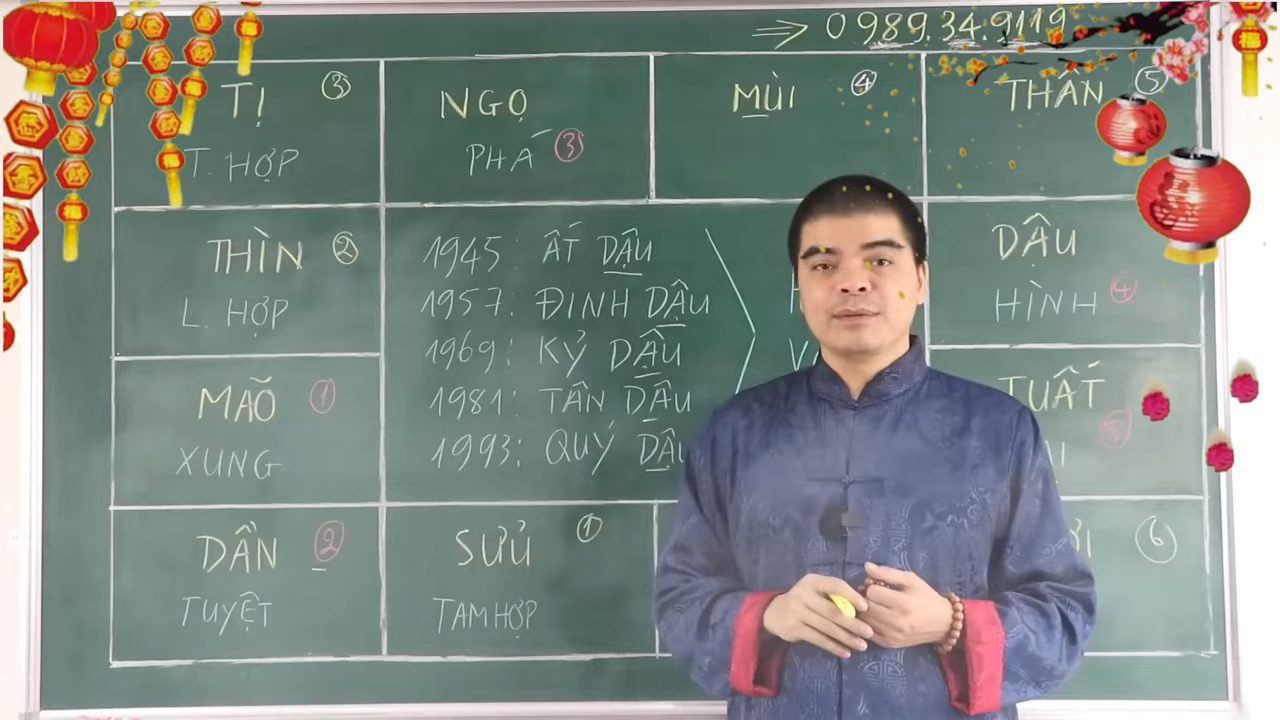 ⇒ 0989.34.9119
TỊ ③
T. HỢP
NGỌ
PHÁ ③
MÙI ④
THÂN ⑤
THÌN ②
L. HỢP
1945: ẤT DẬU
1957: ĐINH DẬU
1969: KỶ DẬU
1981: TÂN DẬU
1993: QUÝ DẬU
DẬU
HÌNH ④
MÃO ①
XUNG
TUẤT
⑤
DẦN ②
TUYỆT
SỬU ①
TAM HỢP
⑥